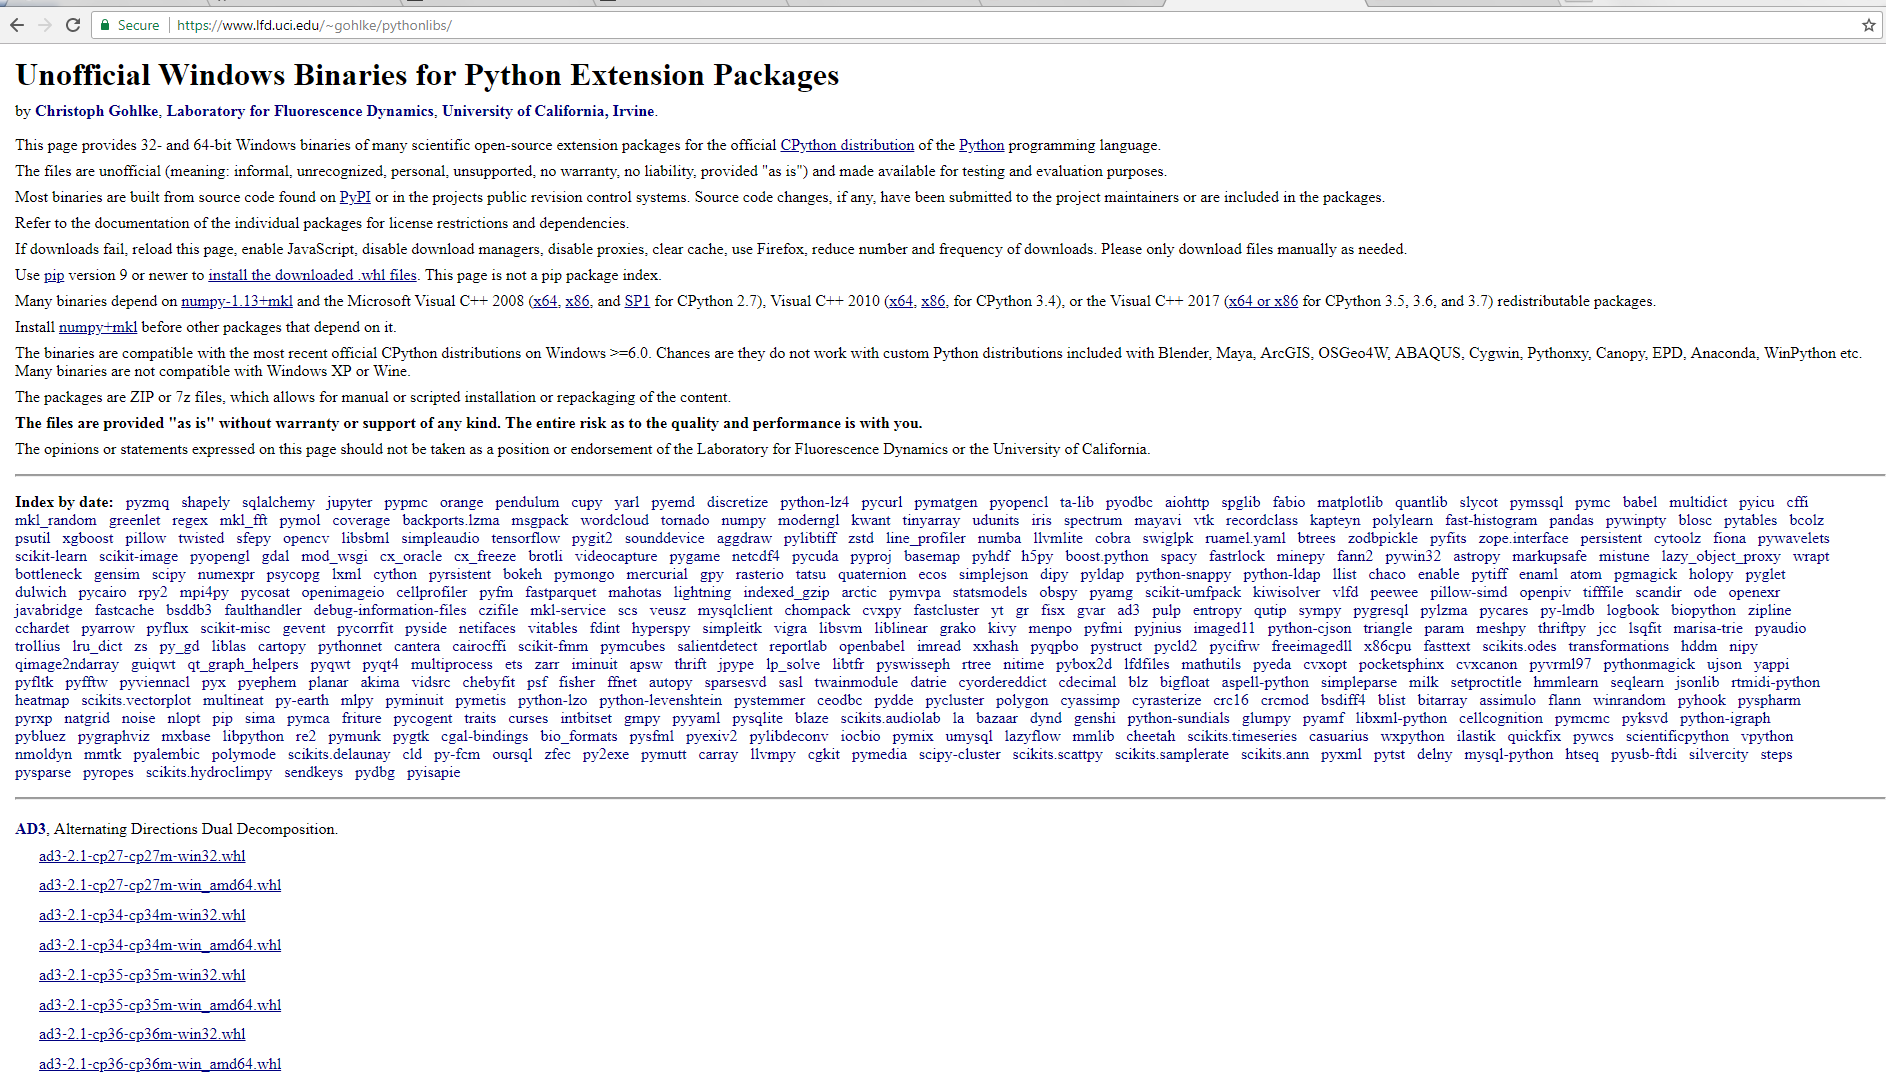 Secure https://www.lfd.uci.edu/~gohlke/pythonlibs/
Unofficial Windows Binaries for Python Extension Packages
by Christoph Gohlke, Laboratory for Fluorescence Dynamics, University of California, Irvine.
This page provides 32- and 64-bit Windows binaries of many scientific open-source extension packages for the official CPython distribution of the Python programming language.
The files are unofficial (meaning: informal, unrecognized, personal, unsupported, no warranty, no liability, provided "as is") and made available for testing and evaluation purposes.
Most binaries are built from source code found on PyPI or in the projects public revision control systems. Source code changes, if any, have been submitted to the project maintainers or are included in the packages.
Refer to the documentation of the individual packages for license restrictions and dependencies.
If downloads fail, reload this page, enable JavaScript, disable download managers, disable proxies, clear cache, use Firefox, reduce number and frequency of downloads. Please only download files manually as needed.
Use pip version 9 or newer to install the downloaded .whl files. This page is not a pip package index.
Many binaries depend on numpy-1.13+mkl and the Microsoft Visual C++ 2008 (x64, x86, and SP1 for CPython 2.7), Visual C++ 2010 (x64, x86, for CPython 3.4), or the Visual C++ 2017 (x64 or x86 for CPython 3.5, 3.6, and 3.7) redistributable packages.
Install numpy+mkl before other packages that depend on it.
The binaries are compatible with the most recent official CPython distributions on Windows >=6.0. Chances are they do not work with custom Python distributions included with Blender, Maya, ArcGIS, OSGeo4W, ABAQUS, Cygwin, Pythonxy, Canopy, EPD, Anaconda, WinPython etc.
Many binaries are not compatible with Windows XP or Wine.
The packages are ZIP or 7z files, which allows for manual or scripted installation or repackaging of the content.
The files are provided "as is" without warranty or support of any kind. The entire risk as to the quality and performance is with you.
The opinions or statements expressed on this page should not be taken as a position or endorsement of the Laboratory for Fluorescence Dynamics or the University of California.
Index by date: pyzmq shapely sqlalchemy jupyter pypmc orange pendulum cupy yarl pyemd discretize python-lz4 pycurl pymatgen pyopencl ta-lib pyodbc aiohttp spglib fabio matplotlib quantlib slycot pymssql pymc babel multidict pyicu cffi
mkl_random greenlet regex mkl_fft pymol coverage backports.lzma msgpack wordcloud tornado numpy moderngl kwant tinyarray udunits iris spectrum mayavi vtk recordclass kapteyn polylearn fast-histogram pandas pywinpty blosc pytables bcolz
psutil xgboost pillow twisted sfepy opencv libsbml simpleaudio tensorflow pygit2 sounddevice aggdraw pylibtiff zstd line_profiler numba llvmlite cobra swiglpk ruamel.yaml btrees zodbpickle pyfits zope.interface persistent cytoolz fiona pywavelets
scikit-learn scikit-image pyopengl gdal mod_wsgi cx_oracle cx_freeze brotli videocapture pygame netcdf4 pycuda pyproj basemap pyhdf h5py boost.python spacy fastrlock minepy fann2 pywin32 astropy markupsafe mistune lazy_object_proxy wrapt
bottleneck gensim scipy numexpr psycopg lxml cython pyrsistent bokeh pymongo mercurial gpy rasterio tatsu quaternion ecos simplejson dipy pyldap python-snappy python-ldap llist chaco enable pytiff enaml atom pgmagick holopy pyglet
dulwich pycairo rpy2 mpi4py pycosat openimageio cellprofiler pyfm fastparquet mahotas lightning indexed_gzip arctic pymvpa statsmodels obspy pyamg scikit-umfpack kiwisolver vlfd peewee pillow-simd openpiv tifffile scandir ode openexr
javabridge fastcache bsddb3 faulthandler debug-information-files czifile mkl-service scs veusz mysqlclient chompack cvxpy fastcluster yt gr fisx gvar ad3 pulp entropy qutip sympy pygresql pylzma pycares py-lmdb logbook biopython zipline
cchardet pyarrow pyflux scikit-misc gevent pycorrfit pyside netifaces vitables fdint hyperspy simpleitk vigra libsvm liblinear grako kivy menpo pyfmi pyjnius imaged11 python-cjson triangle param meshpy thriftpy jcc lsqfit marisa-trie pyaudio
trollius lru_dict zs py_gd liblas cartopy pythonnet cantera cairocffi scikit-fmm pymcubes salientdetect reportlab openbabel imread xxhash pyqpbo pystruct pycld2 pycifrw freeimagedll x86cpu fasttext scikits.odes transformations hddm nipy
qimage2ndarray guiqwt qt_graph_helpers pyqwt pyqt4 multiprocess ets zarr iminuit apsw thrift jpype lp_solve libtfr pyswisseph rtree nitime pybox2d lfdfiles mathutils pyeda cvxopt pocketsphinx cvxcanon pyvrml97 pythonmagick ujson yappi
pyfltk pyfftw pyviennacl pyx pyephem planar akima vidsrc chebyfit psf fisher ffnet autopy sparsesvd sasl twainmodule datrie cyordereddict cdecimal blz bigfloat aspell-python simpleparse milk setproctitle hmmlearn seqlearn jsonlib rtmidi-python
heatmap scikits.vectorplot multineat py-earth mlpy pyminuit pymetis python-lzo python-levenshtein pystemmer ceodbc pydde pycluster polygon cyassimp cyrasterize crc16 crcmod bsdiff4 blist bitarray assimulo flann winrandom pyhook pyspharm
pyrxp natgrid noise nlopt pip sima pymca friture pycogent traits curses intbitset gmpy pyyaml pysqlite blaze scikits.audiolab la bazaar dynd genshi python-sundials glumpy pyamf libxml-python cellcognition pymcmc pyksvd python-igraph
pybluez pygraphviz mxbase libpython re2 pymunk pygtk cgal-bindings bio_formats pysfml pyexiv2 pylibdeconv iocbio pymix umysql lazyflow mmlib cheetah scikits.timeseries casuarius wxpython ilastik quickfix pywcs scientificpython vpython
nmoldyn mmtk pyalembic polymode scikits.delaunay cld py-fcm oursql zfec py2exe pymutt carray llvmpy cgkit pymedia scipy-cluster scikits.scattpy scikits.samplerate scikits.ann pyxml pytst delny mysql-python htseq pyusb-ftdi silvercity steps
pysparse pyropes scikits.hydroclimpy sendkeys pydbg pyisapie
AD3, Alternating Directions Dual Decomposition.
ad3-2.1-cp27-cp27m-win32.whl
ad3-2.1-cp27-cp27m-win_amd64.whl
ad3-2.1-cp34-cp34m-win32.whl
ad3-2.1-cp34-cp34m-win_amd64.whl
ad3-2.1-cp35-cp35m-win32.whl
ad3-2.1-cp35-cp35m-win_amd64.whl
ad3-2.1-cp36-cp36m-win32.whl
ad3-2.1-cp36-cp36m-win_amd64.whl